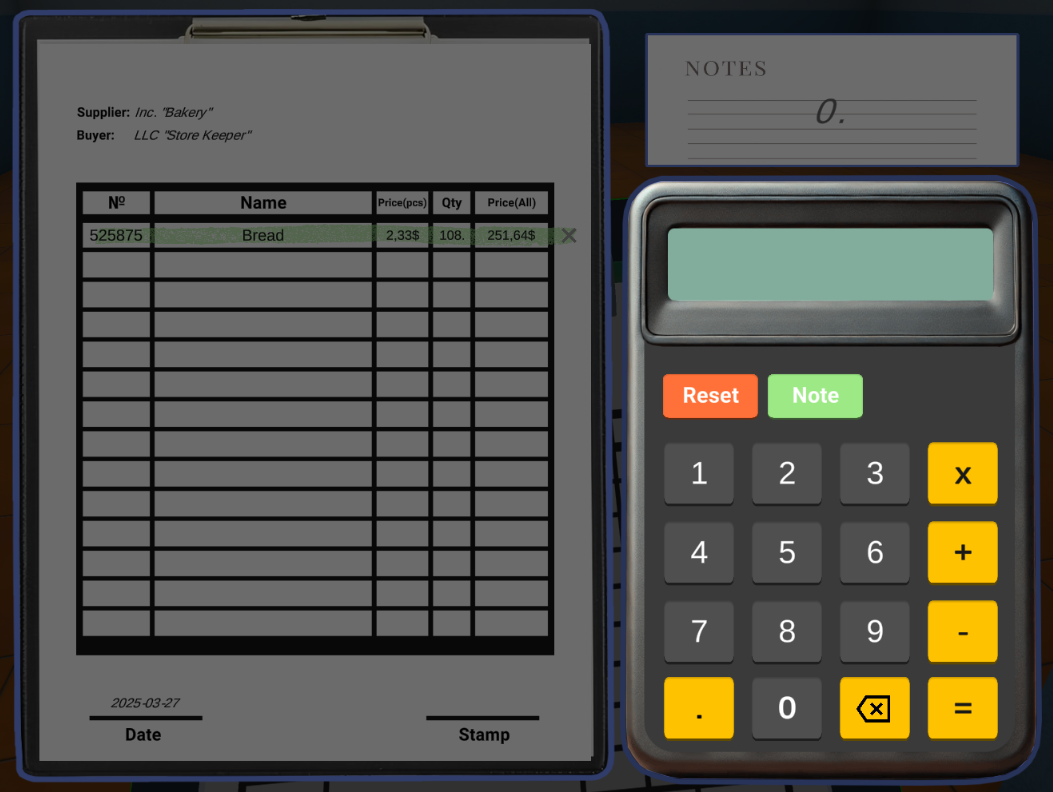 Supplier: Inc. "Bakery"
Buyer: LLC "Store Keeper"
Nº Name Price(pcs) Qty Price(All)
525875 Bread 2,33$ 108. 251,64$
2025-03-27
Date Stamp
NOTES
0.
Reset Note
1 2 3 x
4 5 6 +
7 8 9 -
. 0 =